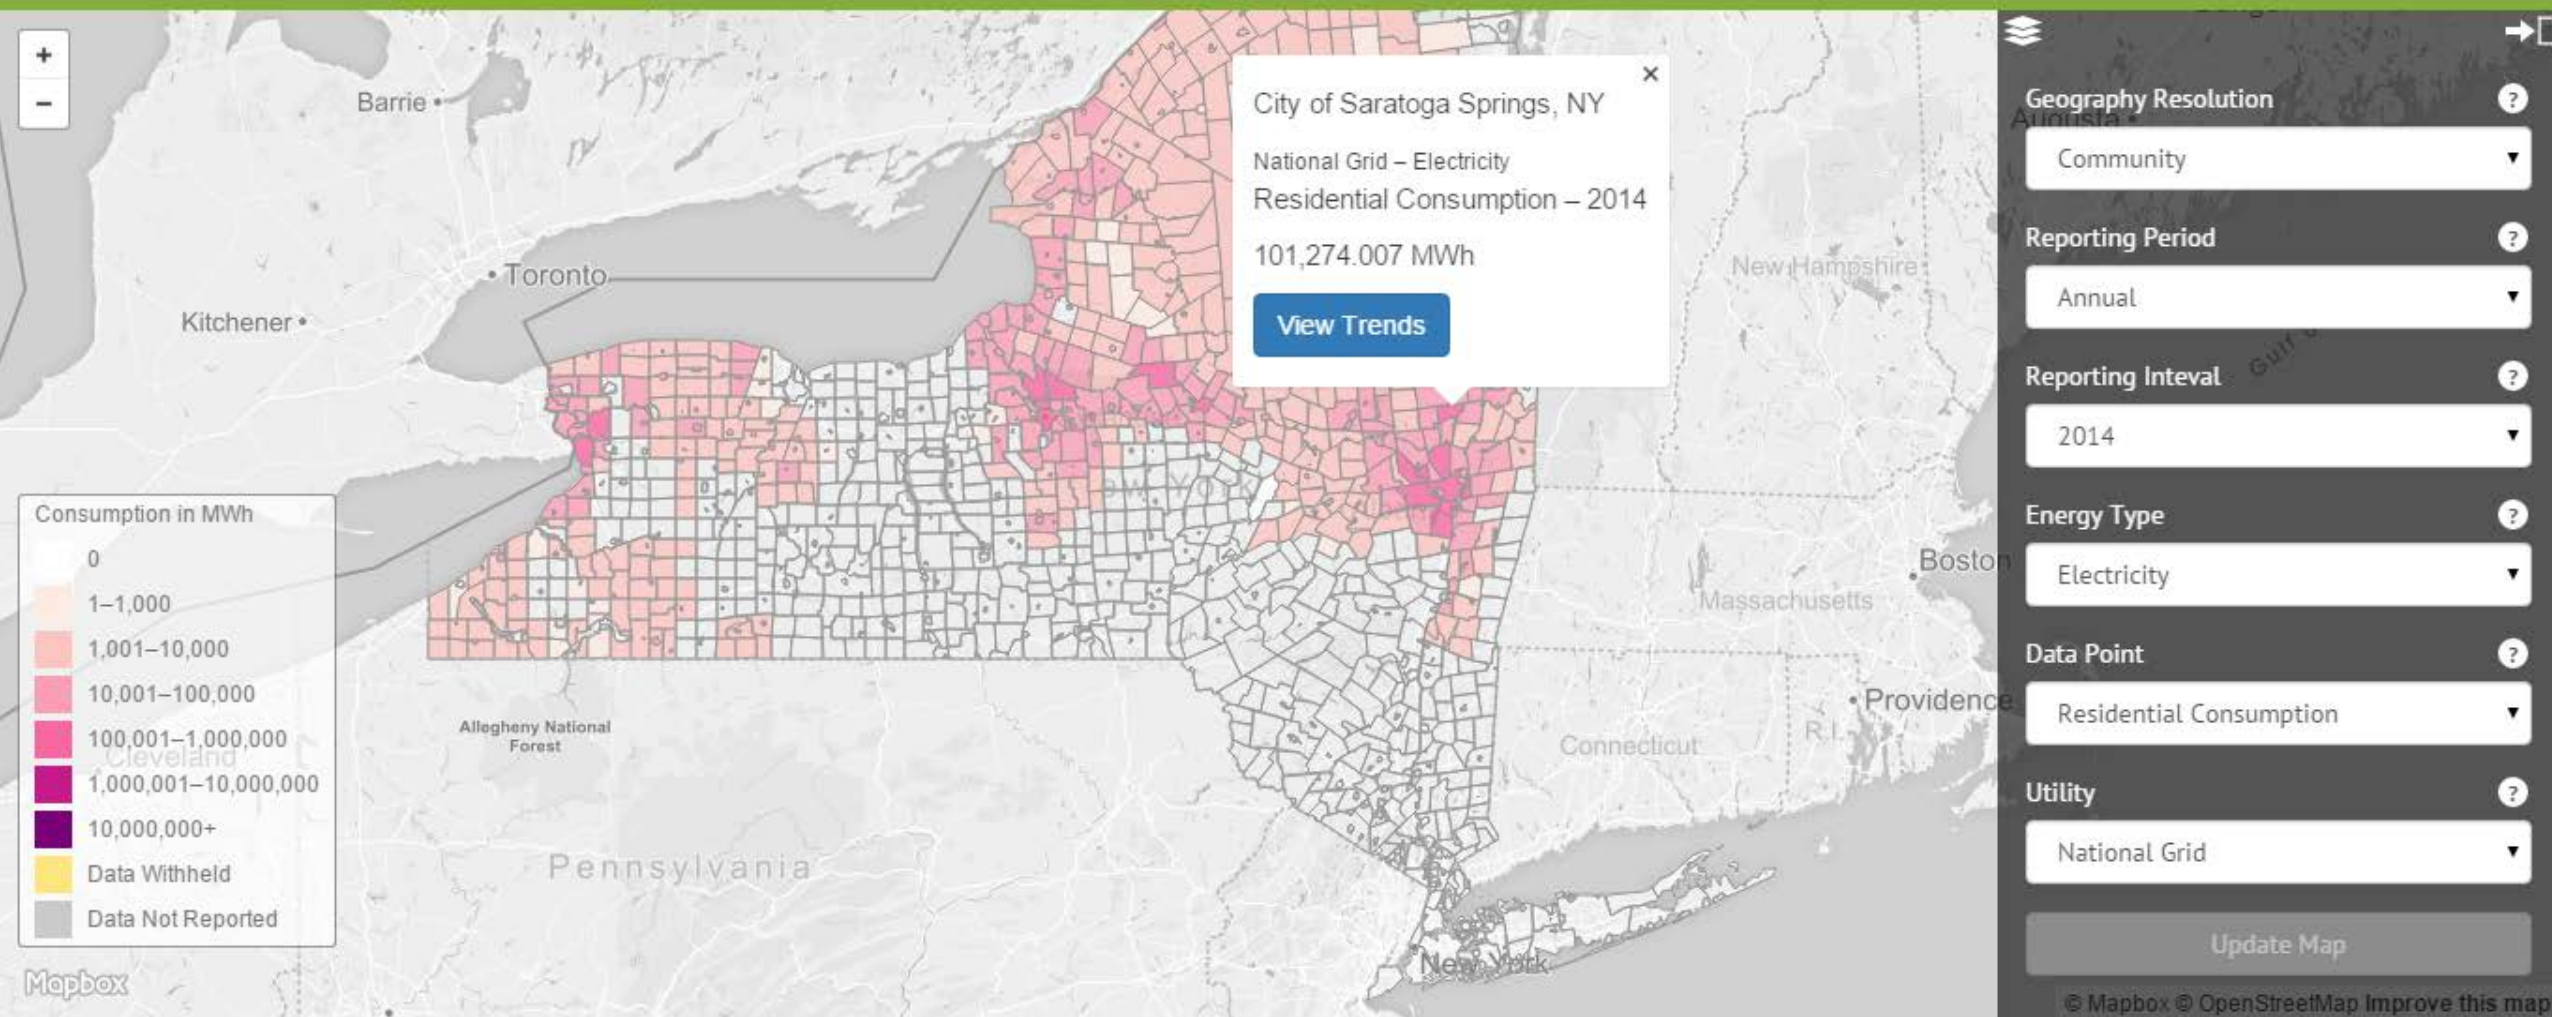 +
−
Barrie
Toronto
Kitchener
City of Saratoga Springs, NY
National Grid – Electricity
Residential Consumption – 2014
101,274.007 MWh
View Trends
×
New Hampshire
Boston
Massachusetts
Providence
Connecticut
R.I.
Allegheny National
Forest
Pennsylvania
New York
Cleveland
Consumption in MWh
0
1–1,000
1,001–10,000
10,001–100,000
100,001–1,000,000
1,000,001–10,000,000
10,000,000+
Data Withheld
Data Not Reported
Mapbox
Geography Resolution ?
Augusta
Community
Reporting Period ?
Annual
Gulf
Reporting Inteval ?
2014
Energy Type ?
Electricity
Data Point ?
Residential Consumption
Utility ?
National Grid
Update Map
© Mapbox © OpenStreetMap Improve this map